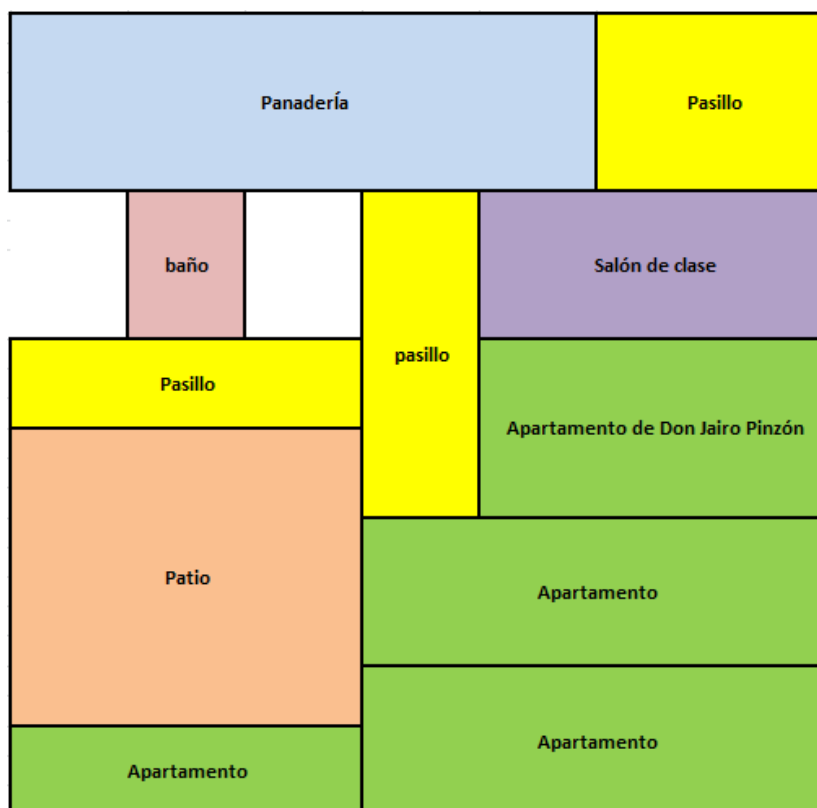 PanaderÍa
Pasillo
baño
Salón de clase
pasillo
Pasillo
Apartamento de Don Jairo Pinzón
Patio
Apartamento
Apartamento
Apartamento